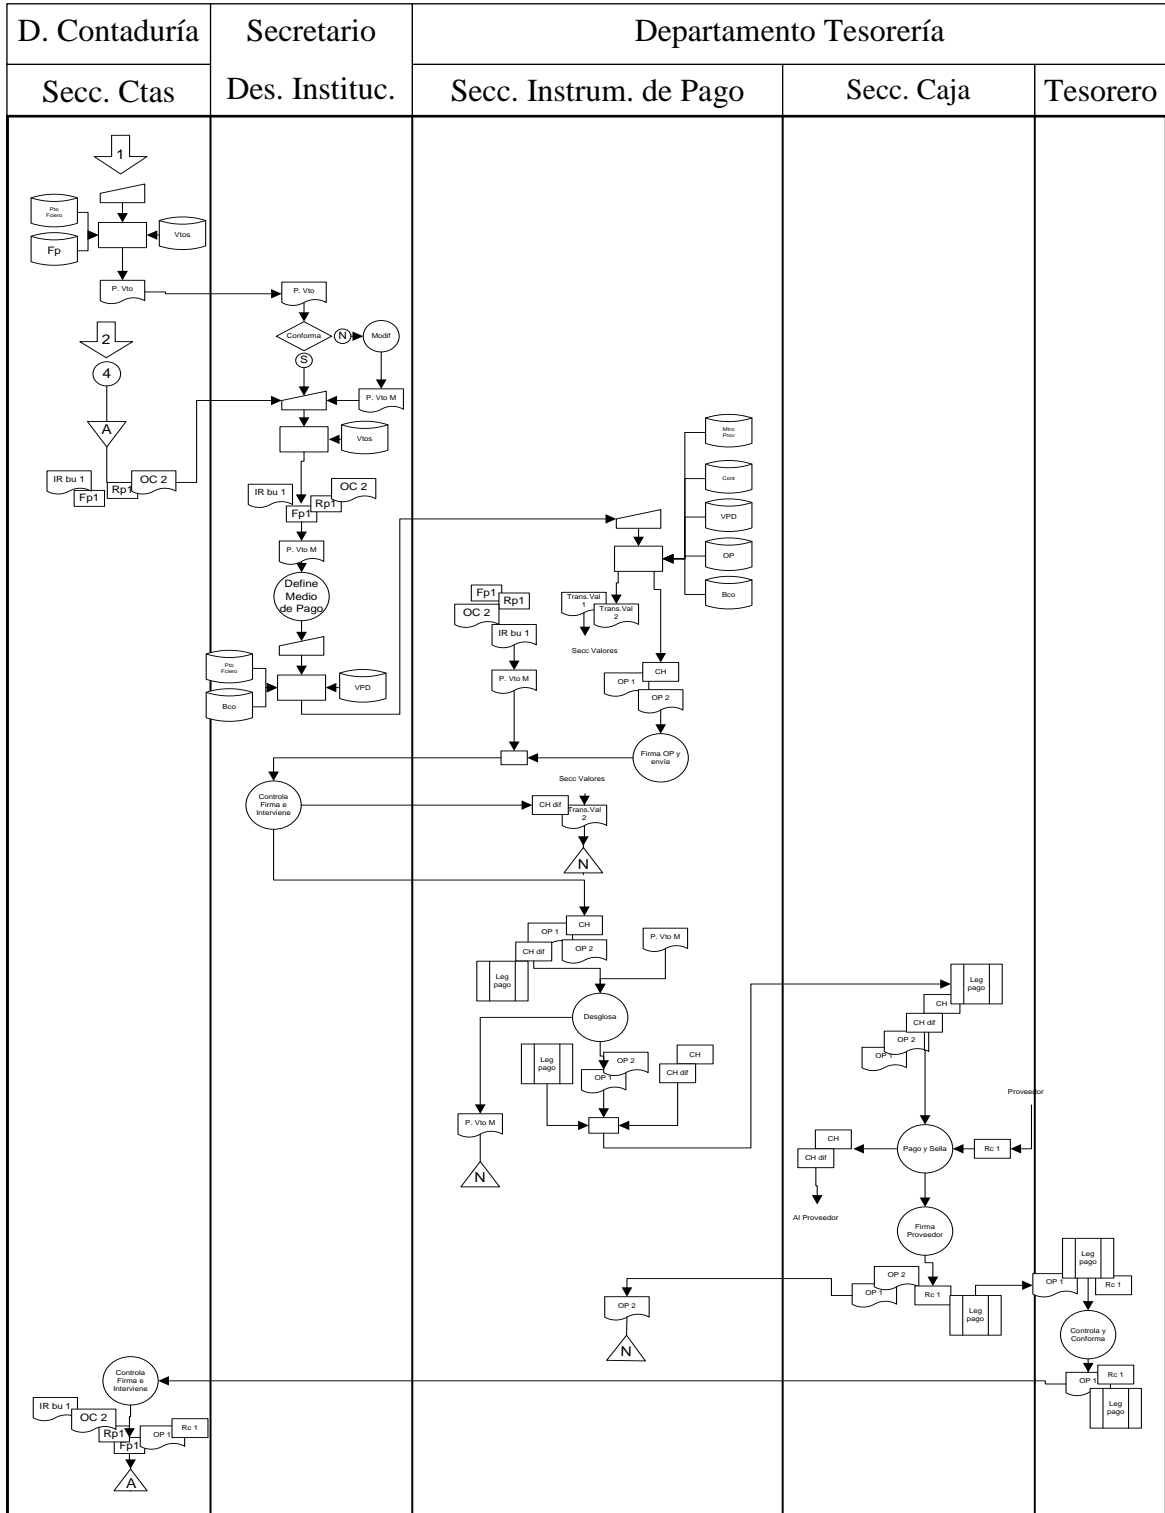 D. Contaduría
Secretario
Departamento Tesorería
Secc. Ctas
Des. Instituc.
Secc. Instrum. de Pago
Secc. Caja
Tesorero
1
Pto
Fciero
Fp
Vtos
P. Vto
P. Vto
2
Conforma
N
Modif
S
4
P. Vto M
A
Vtos
Mtro
Prov
IR bu 1
Fp1
Rp1
OC 2
IR bu 1
Fp1
Rp1
OC 2
Cont
VPD
P. Vto M
OP
Define
Medio
de Pago
Bco
Fp1
Rp1
OC 2
IR bu 1
Trans.Val
1
Trans.Val
2
Secc Valores
Pto
Fciero
Bco
VPD
P. Vto M
CH
OP 1
OP 2
Firma OP y
envía
Secc Valores
Controla
Firma e
Interviene
CH dif
Trans.Val
2
N
CH
OP 1
OP 2
CH dif
P. Vto M
Leg
pago
Leg
pago
CH
CH dif
OP 2
OP 1
Desglosa
Leg
pago
OP 2
OP 1
CH
CH dif
Proveedor
P. Vto M
CH
CH dif
Pago y Sella
Rc 1
N
Al Proveedor
Firma
Proveedor
Leg
pago
OP 1
Rc 1
OP 2
OP 1
Rc 1
Leg
pago
OP 2
N
Controla y
Conforma
Controla
Firma e
Interviene
Rc 1
OP 1
Leg
pago
IR bu 1
OC 2
Rp1
Fp1
OP 1
Rc 1
A